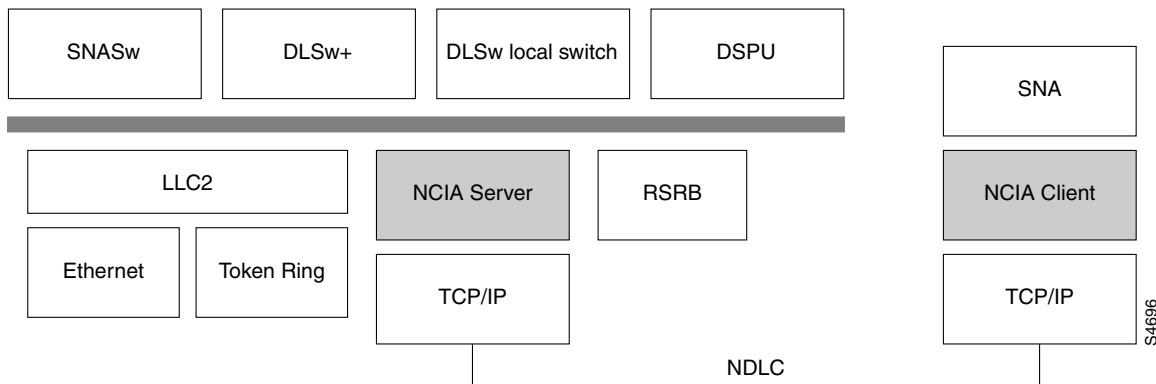 SNASw
DLSw+
DLSw local switch
DSPU
SNA
LLC2
NCIA Server
RSRB
NCIA Client
Ethernet
Token Ring
TCP/IP
TCP/IP
S4696
NDLC